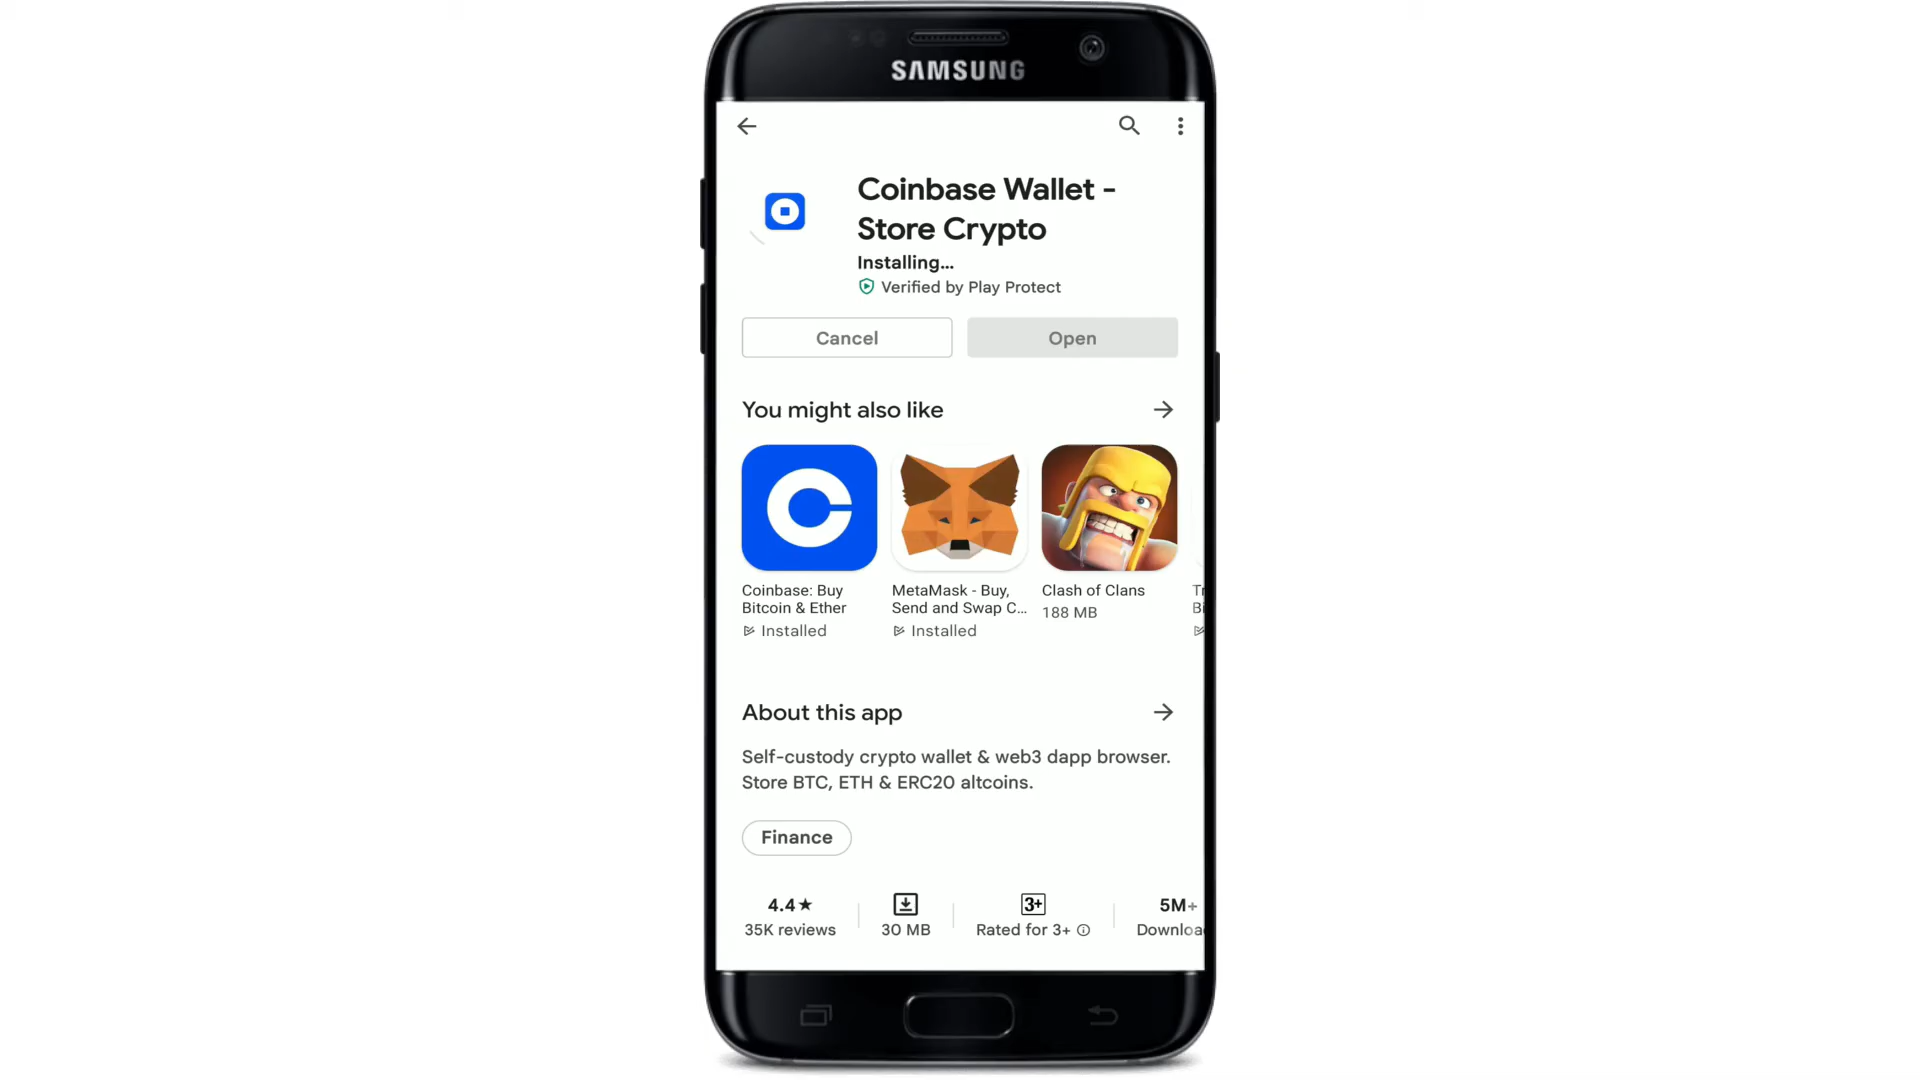 SAMSUNG
Coinbase Wallet -
Store Crypto
Installing...
Verified by Play Protect
Cancel
Open
You might also like
Coinbase: Buy
Bitcoin & Ether
Installed
MetaMask - Buy,
Send and Swap C...
Installed
Clash of Clans
188 MB
About this app
Self-custody crypto wallet & web3 dapp browser.
Store BTC, ETH & ERC20 altcoins.
Finance
4.4★
35K reviews
30 MB
3+
Rated for 3+
5M+